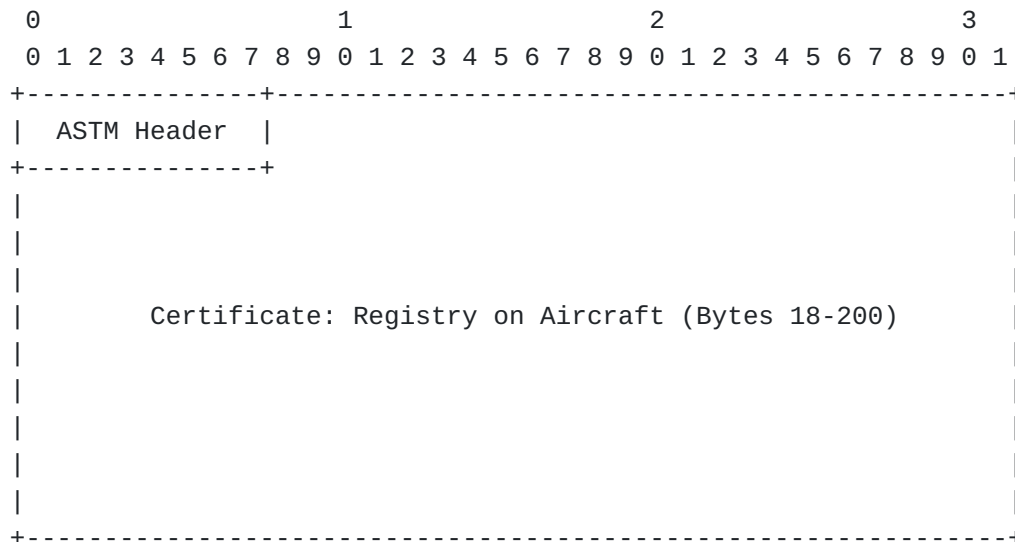 0                   1                   2                   3
 0 1 2 3 4 5 6 7 8 9 0 1 2 3 4 5 6 7 8 9 0 1 2 3 4 5 6 7 8 9 0 1
+---------------+-----------------------------------------------+
|  ASTM Header  |                                               |
+---------------+                                               |
|                                                               |
|                                                               |
|                                                               |
|        Certificate: Registry on Aircraft (Bytes 18-200)       |
|                                                               |
|                                                               |
|                                                               |
|                                                               |
|                                                               |
+---------------------------------------------------------------+